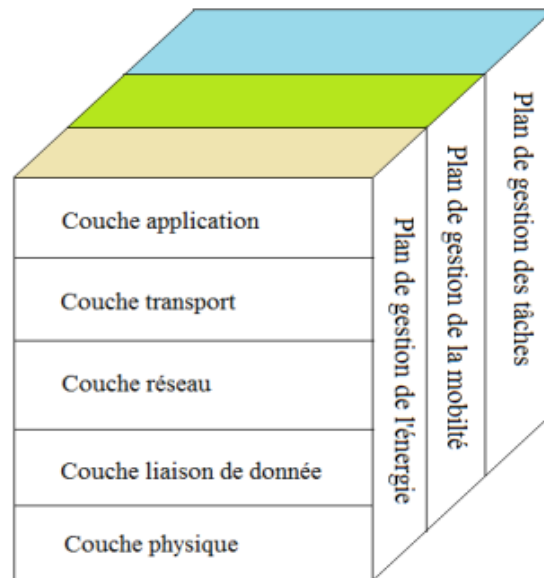 Couche application
Couche transport
Couche réseau
Couche liaison de donnée
Couche physique
Plan de gestion de l'énergie
Plan de gestion de la mobilté
Plan de gestion des tâches